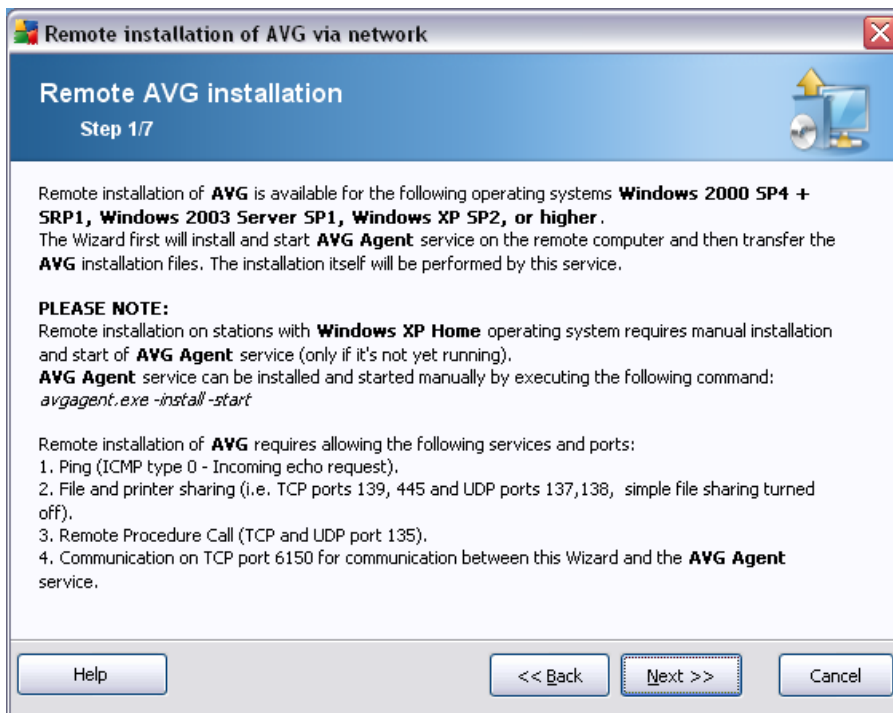 Remote installation of AVG via network
Remote AVG installation
Step 1/7
Remote installation of AVG is available for the following operating systems Windows 2000 SP4 +
SRP1, Windows 2003 Server SP1, Windows XP SP2, or higher.
The Wizard first will install and start AVG Agent service on the remote computer and then transfer the
AVG installation files. The installation itself will be performed by this service.
PLEASE NOTE:
Remote installation on stations with Windows XP Home operating system requires manual installation
and start of AVG Agent service (only if it's not yet running).
AVG Agent service can be installed and started manually by executing the following command:
avgagent.exe -install -start
Remote installation of AVG requires allowing the following services and ports:
1. Ping (ICMP type 0 - Incoming echo request).
2. File and printer sharing (i.e. TCP ports 139, 445 and UDP ports 137,138,  simple file sharing turned
off).
3. Remote Procedure Call (TCP and UDP port 135).
4. Communication on TCP port 6150 for communication between this Wizard and the AVG Agent
service.
Help
<< Back
Next >>
Cancel